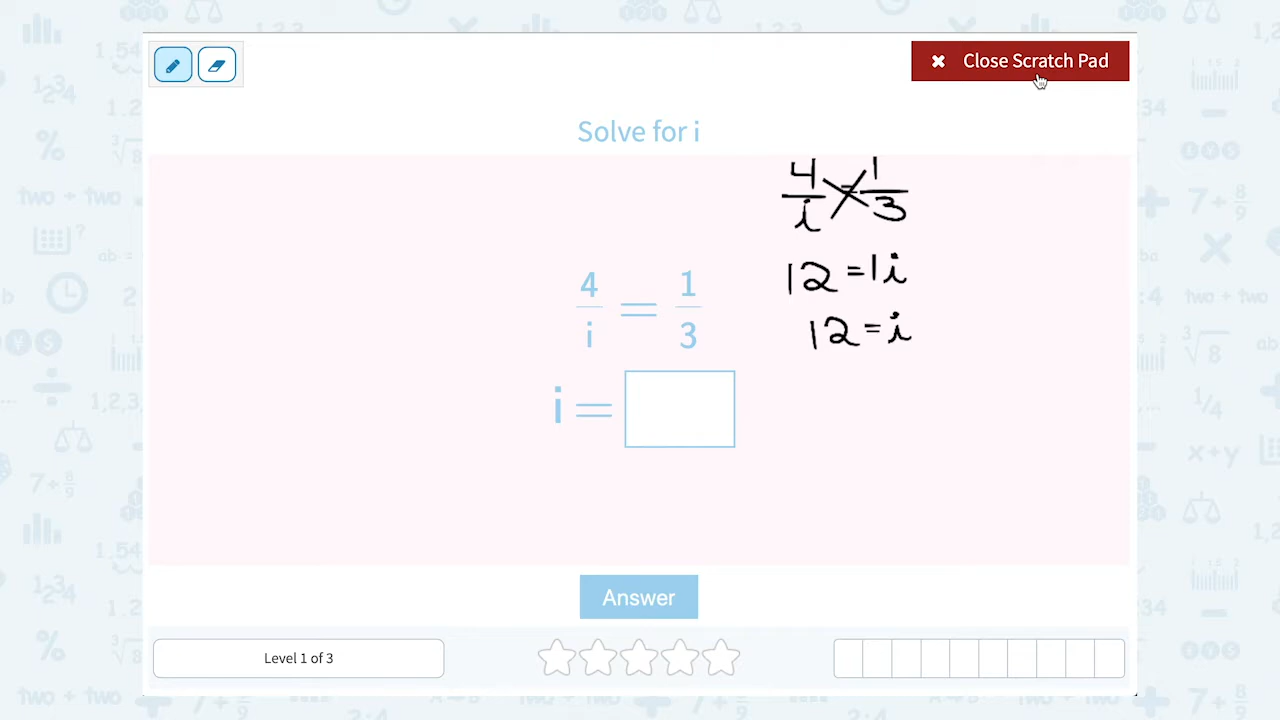 ✖ Close Scratch Pad
Solve for i
4/i = 1/3
12 = 1i
12 = i
4/i = 1/3
i =
Answer
Level 1 of 3